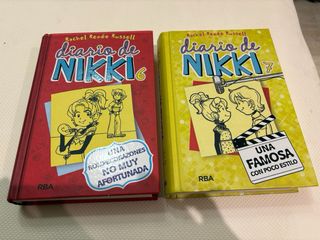 Rachel Renée Russell
diario de
NIKKI 6
UNA
ROMPECORAZONES
NO MUY
AFORTUNADA
RBA
Rachel Renée Russell
diario de
NIKKI 7
UNA
FAMOSA
CON POCO ESTILO
RBA